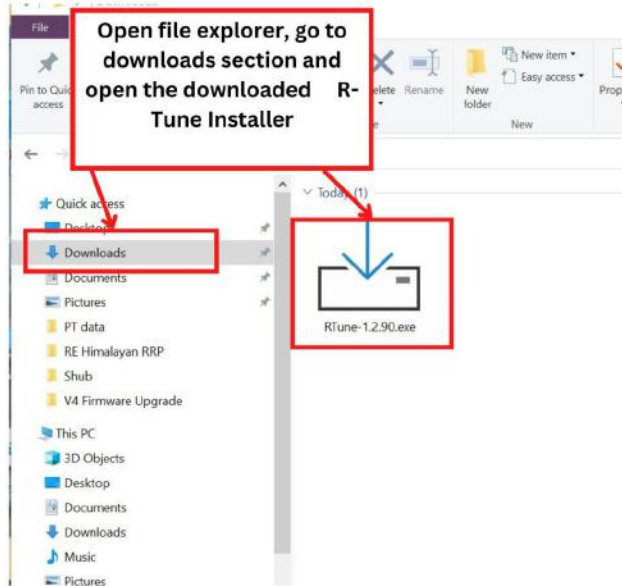 File
Open file explorer, go to
downloads section and
open the downloaded R-
Tune Installer
Pin to Quic
access
elete
Rename
New
folder
New item
Easy access
New
Prop
Quick access
Desktop
Downloads
Documents
Pictures
PT data
RE Himalayan RRP
Shub
V4 Firmware Upgrade
This PC
3D Objects
Desktop
Documents
Downloads
Music
Pictures
Today (1)
RTune-1.2.90.exe